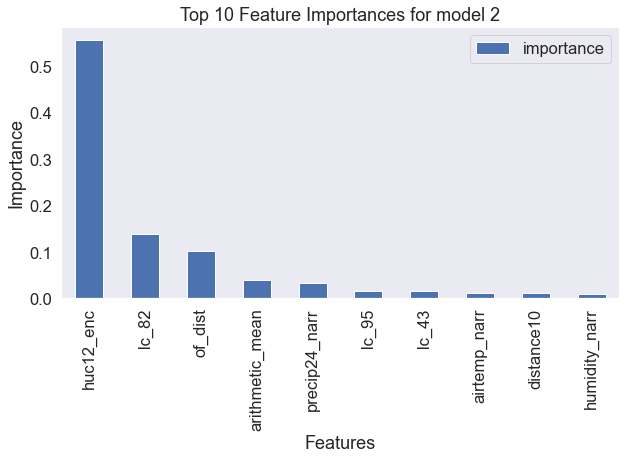 Top 10 Feature Importances for model 2
importance
Importance
0.5
0.4
0.3
0.2
0.1
0.0
huc12_enc
lc_82
of_dist
arithmetic_mean
precip24_narr
lc_95
lc_43
airtemp_narr
distance10
humidity_narr
Features